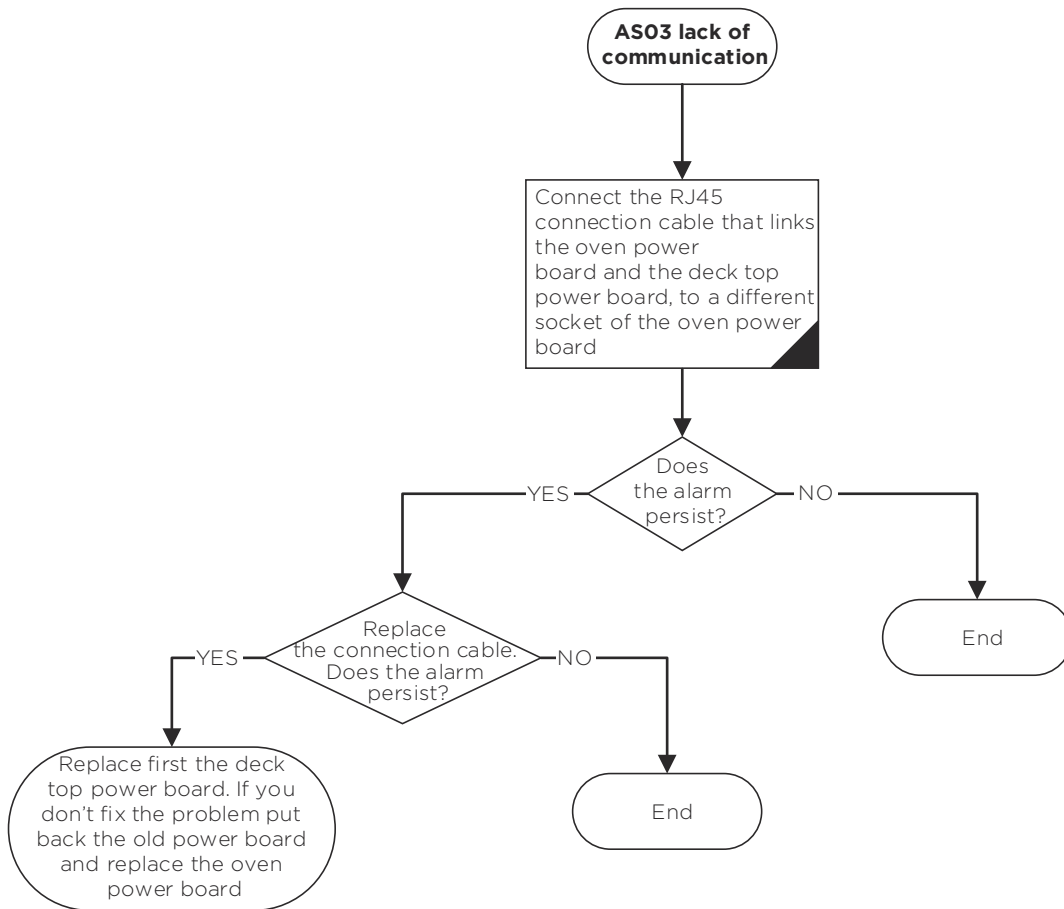 AS03 lack of
communication
Connect the RJ45
connection cable that links
the oven power
board and the deck top
power board, to a different
socket of the oven power
board
Does
the alarm
persist?
YES
NO
Replace
the connection cable.
Does the alarm
persist?
End
YES
NO
Replace first the deck
top power board. If you
don’t fix the problem put
back the old power board
and replace the oven
power board
End